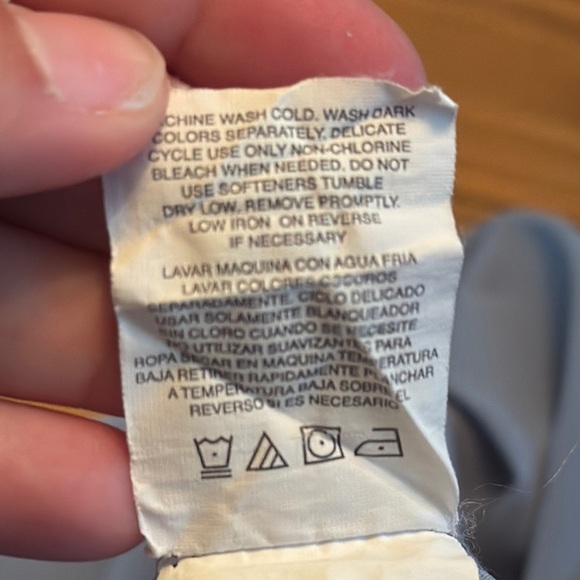 CHINE WASH COLD. WASH DARK
COLORS SEPARATELY, DELICATE
CYCLE USE ONLY NON-CHLORINE
BLEACH WHEN NEEDED. DO NOT
USE SOFTENERS TUMBLE
DRY LOW. REMOVE PROMPTLY.
LOW IRON ON REVERSE
IF NECESSARY
LAVAR MAQUINA CON AGUA FRIA
LAVAR COLORES OSCUROS
SEPARADAMENTE. CICLO DELICADO
USAR SOLAMENTE BLANQUEADOR
SIN CLORO CUANDO SE NECESITE
NO UTILIZAR SUAVIZANTES PARA
ROPA SECAR EN MAQUINA TEMPERATURA
BAJA RETIRER RAPIDAMENTE PLANCHAR
A TEMPERATURA BAJA SOBRE EL
REVERSO SI ES NECESARIO